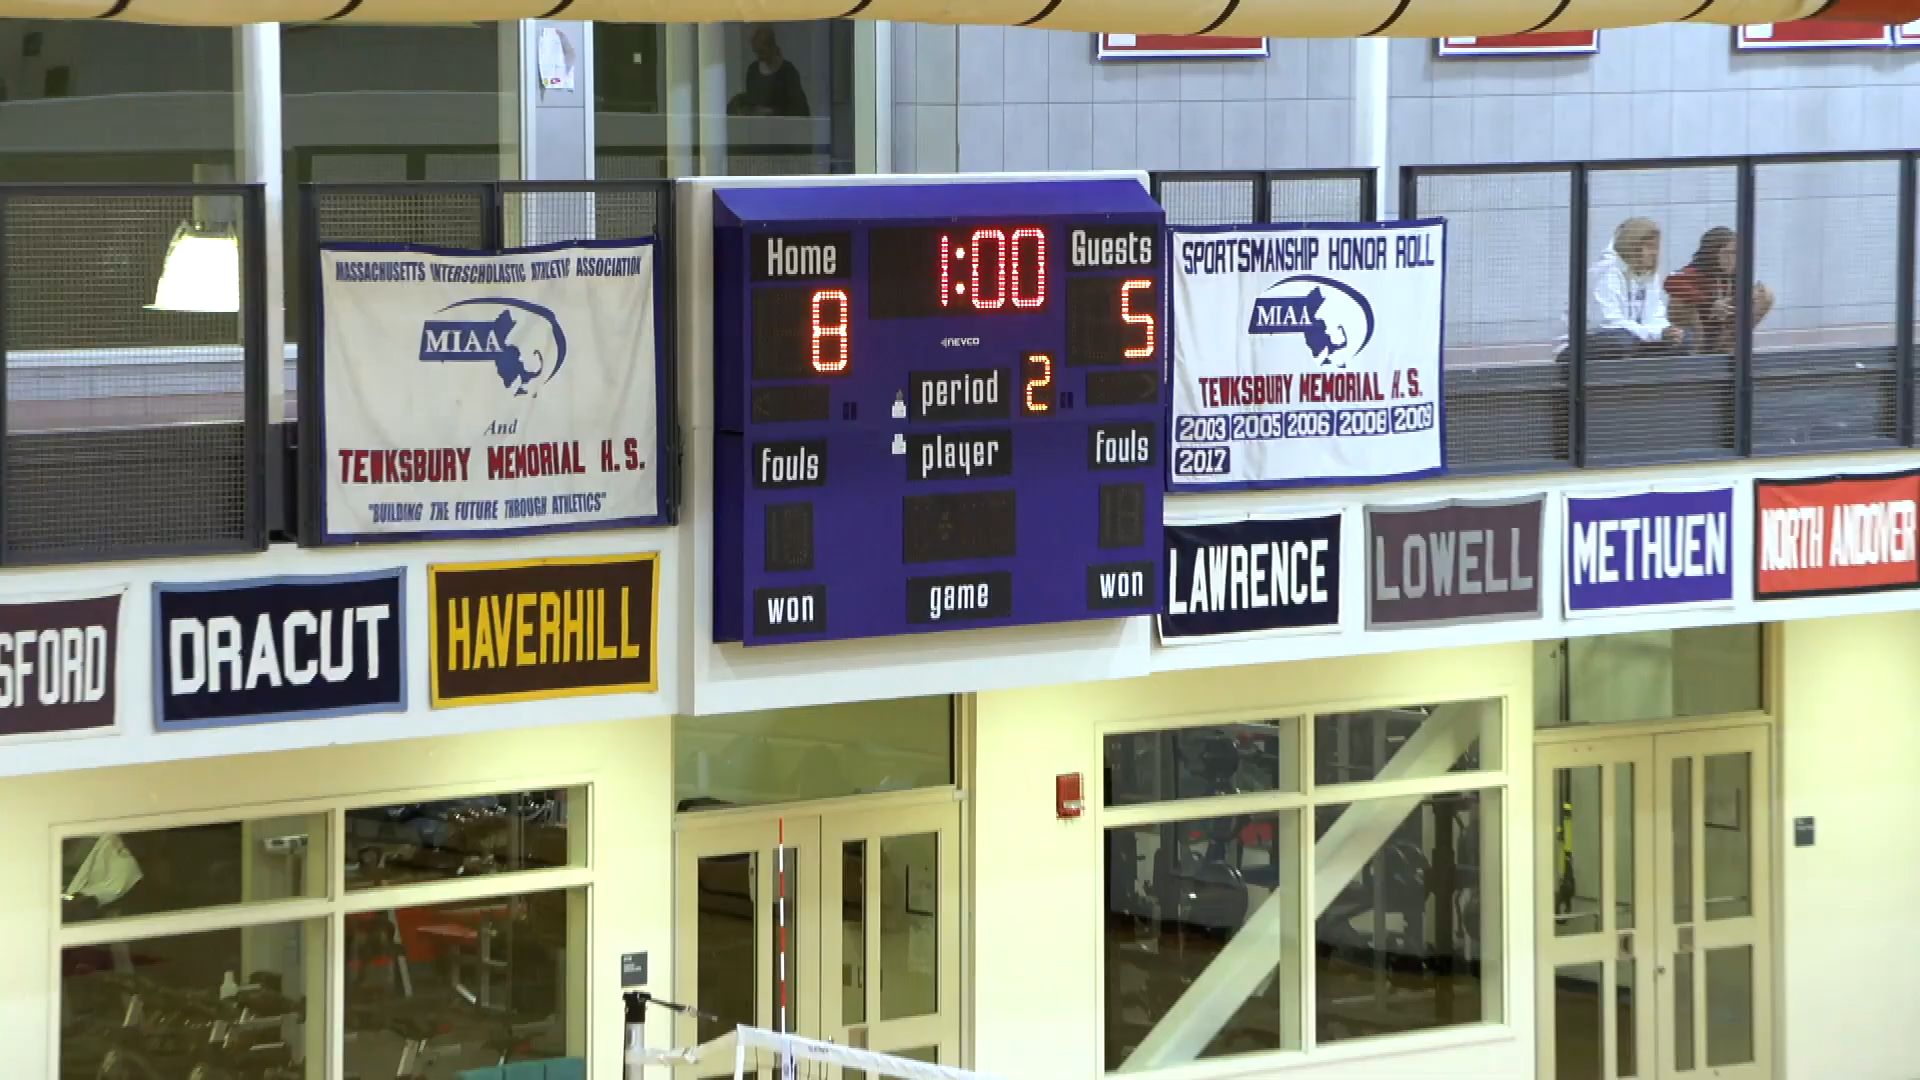 MASSACHUSETTS INTERSCHOLASTIC ATHLETIC ASSOCIATION
MIAA
And
TEWKSBURY MEMORIAL H.S.
"BUILDING THE FUTURE THROUGH ATHLETICS"
Home
1:00
Guests
8
5
NEVCO
period
2
fouls
player
fouls
won
game
won
SPORTSMANSHIP HONOR ROLL
MIAA
TEWKSBURY MEMORIAL H.S.
2003 2005 2006 2008 2009
2017
SFORD
DRACUT
HAVERHILL
LAWRENCE
LOWELL
METHUEN
NORTH ANDOVER